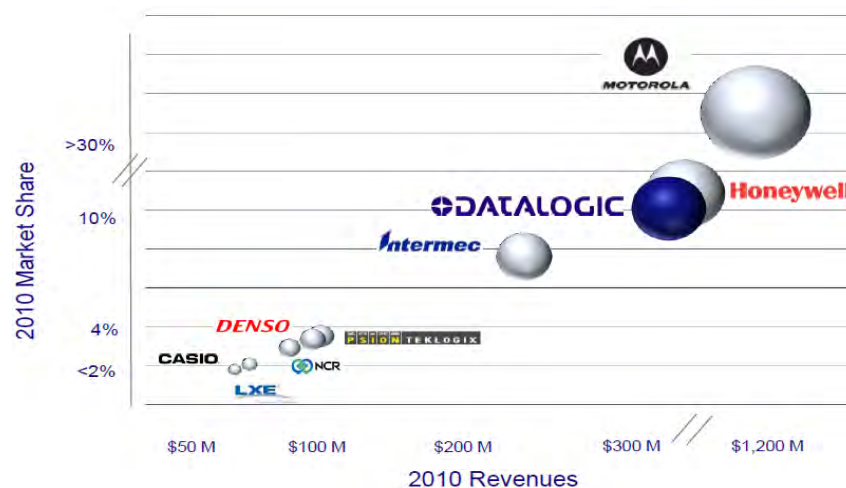 MOTOROLA
>30%
Honeywell
DATALOGIC
10%
Intermec
2010 Market Share
DENSO
4%
PSION TEKLOGIX
CASIO
NCR
<2%
LXE
$50 M
$100 M
$200 M
$300 M
$1,200 M
2010 Revenues